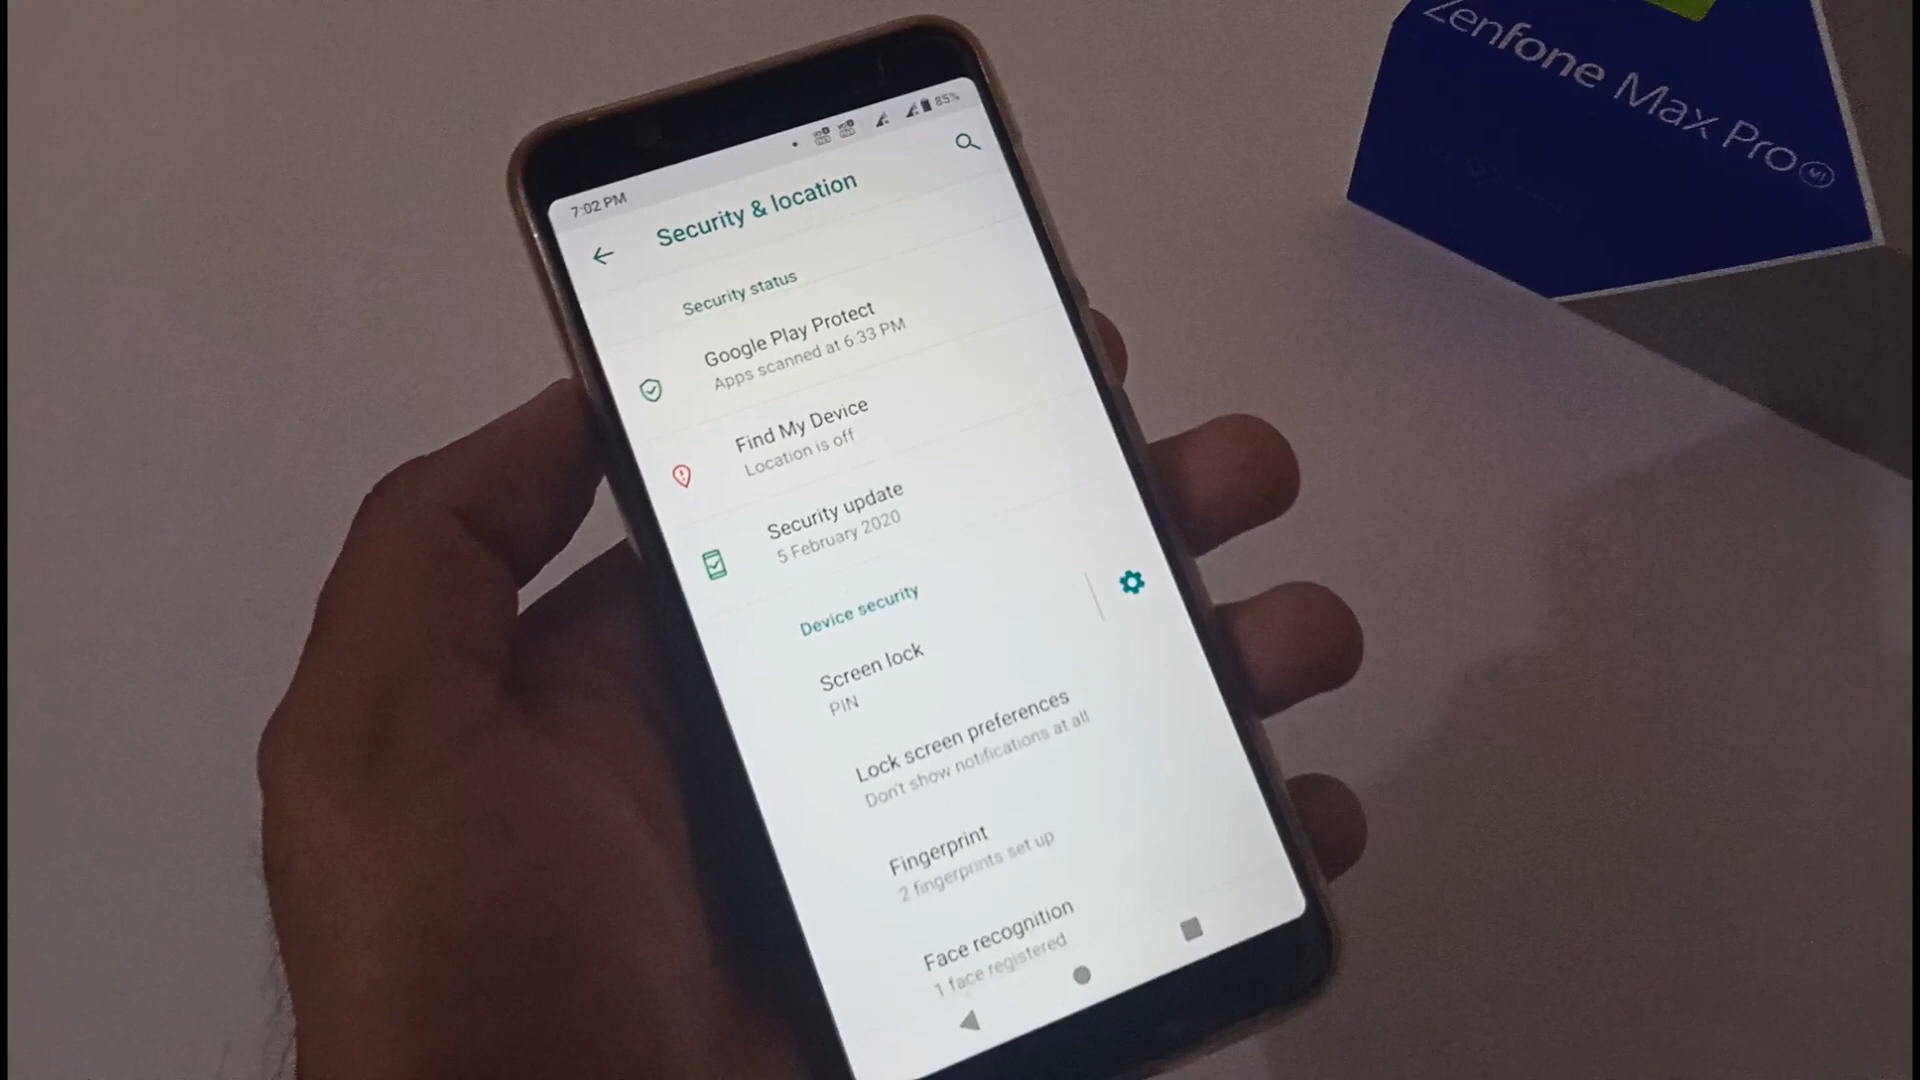 Zenfone Max Pro M1
85%
7:02 PM
Security & location
Security status
Google Play Protect
Apps scanned at 6:33 PM
Find My Device
Location is off
Security update
5 February 2020
Device security
Screen lock
PIN
Lock screen preferences
Don't show notifications at all
Fingerprint
2 fingerprints set up
Face recognition
1 face registered